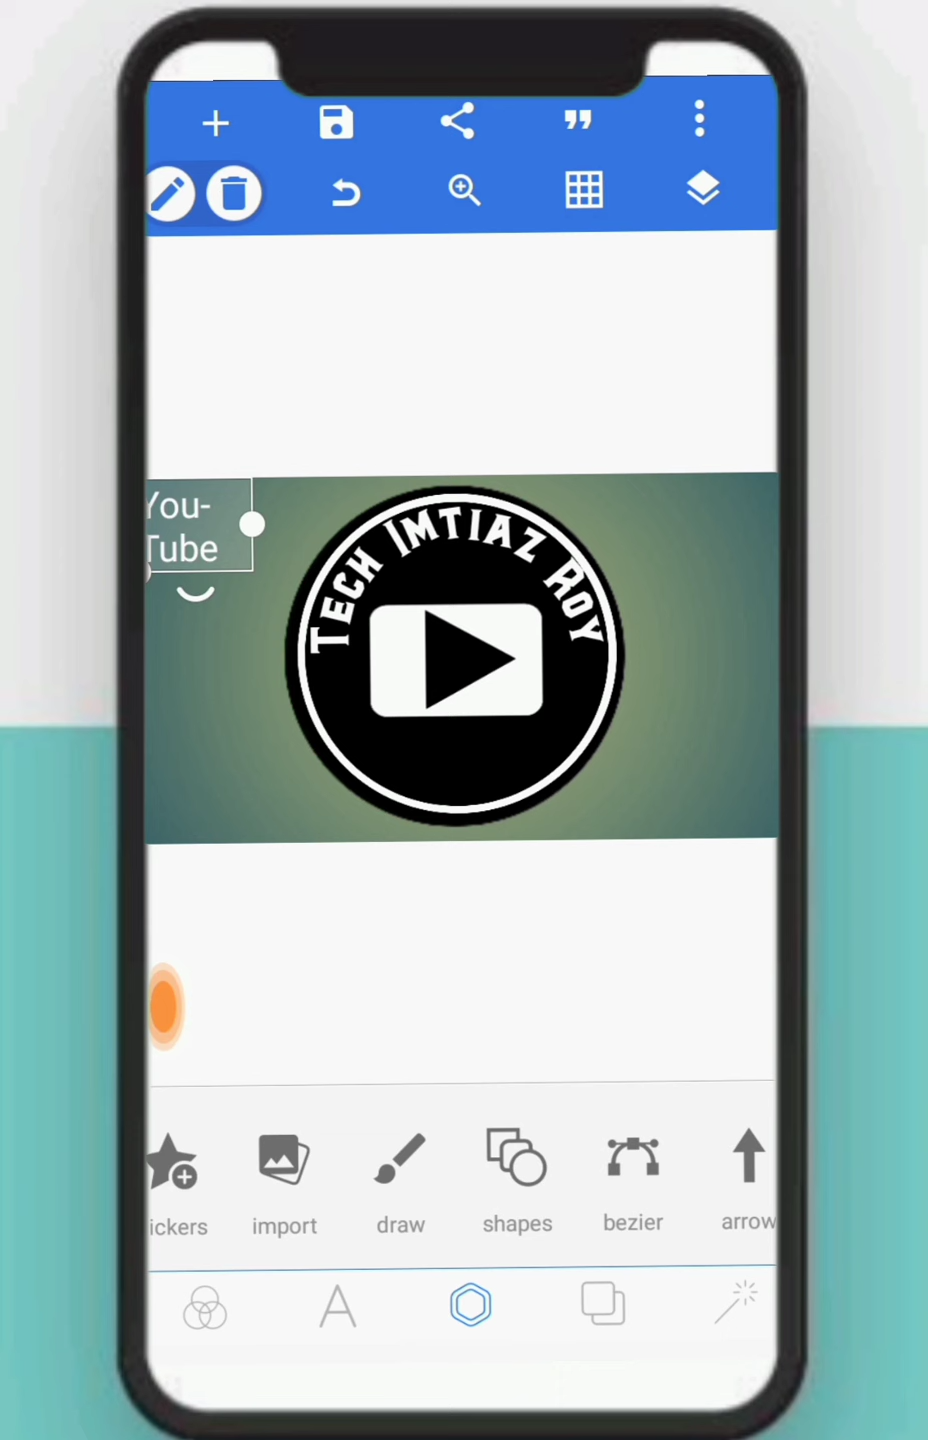 You-
Tube
TECH IMTIAZ ROY
ickers
import
draw
shapes
bezier
arrow